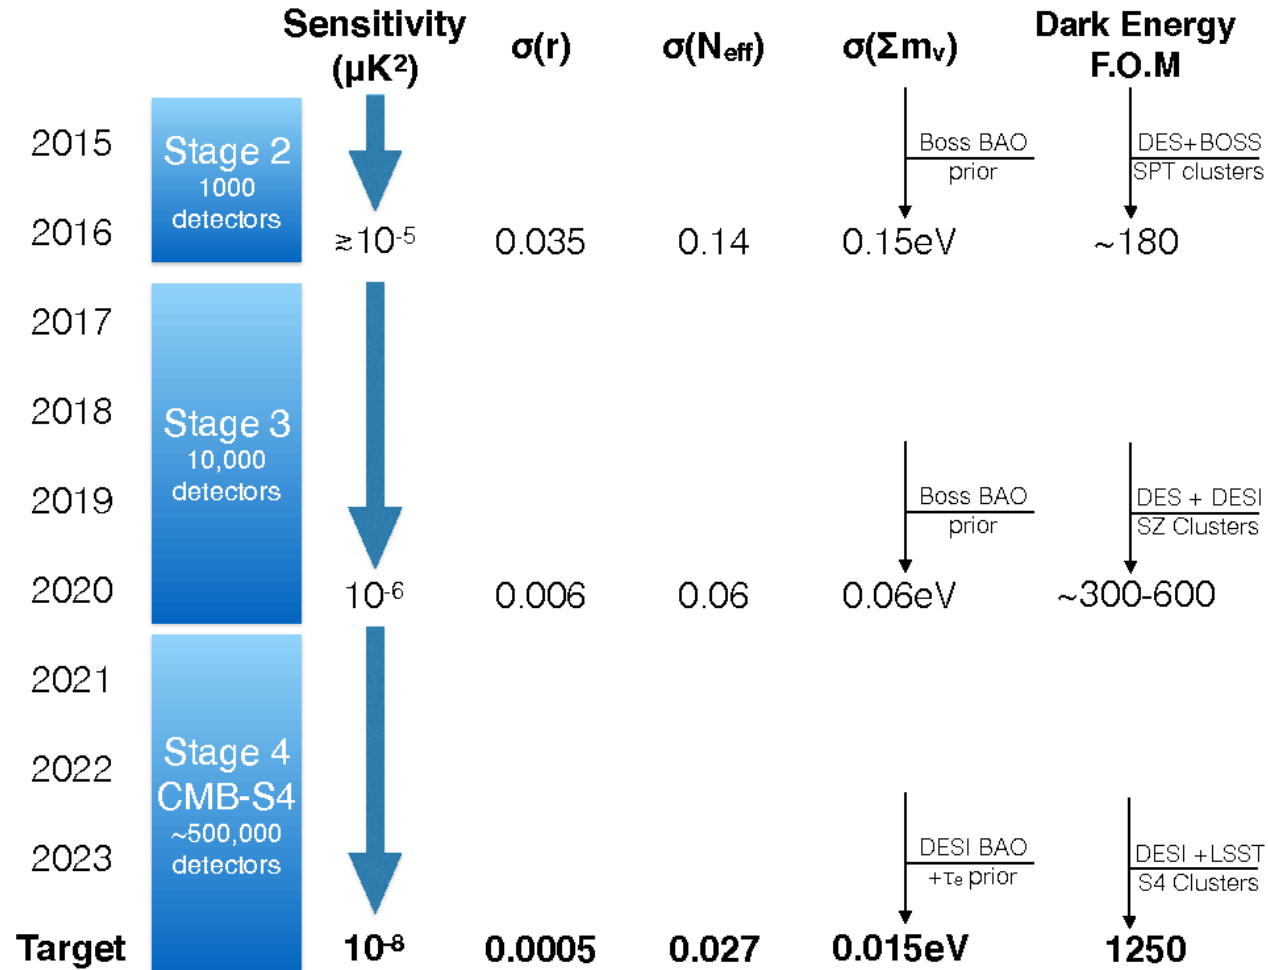 Sensitivity
(μK²)
σ(r)
σ(Neff)
σ(Σmν)
Dark Energy
F.O.M
2015
Stage 2
1000
detectors
Boss BAO
prior
DES+BOSS
SPT clusters
2016
≳10⁻⁵
0.035
0.14
0.15eV
~180
2017
2018
Stage 3
10,000
detectors
2019
Boss BAO
prior
DES + DESI
SZ Clusters
2020
10⁻⁶
0.006
0.06
0.06eV
~300-600
2021
2022
Stage 4
CMB-S4
~500,000
detectors
2023
DESI BAO
+τₑ prior
DESI +LSST
S4 Clusters
Target
10⁻⁸
0.0005
0.027
0.015eV
1250